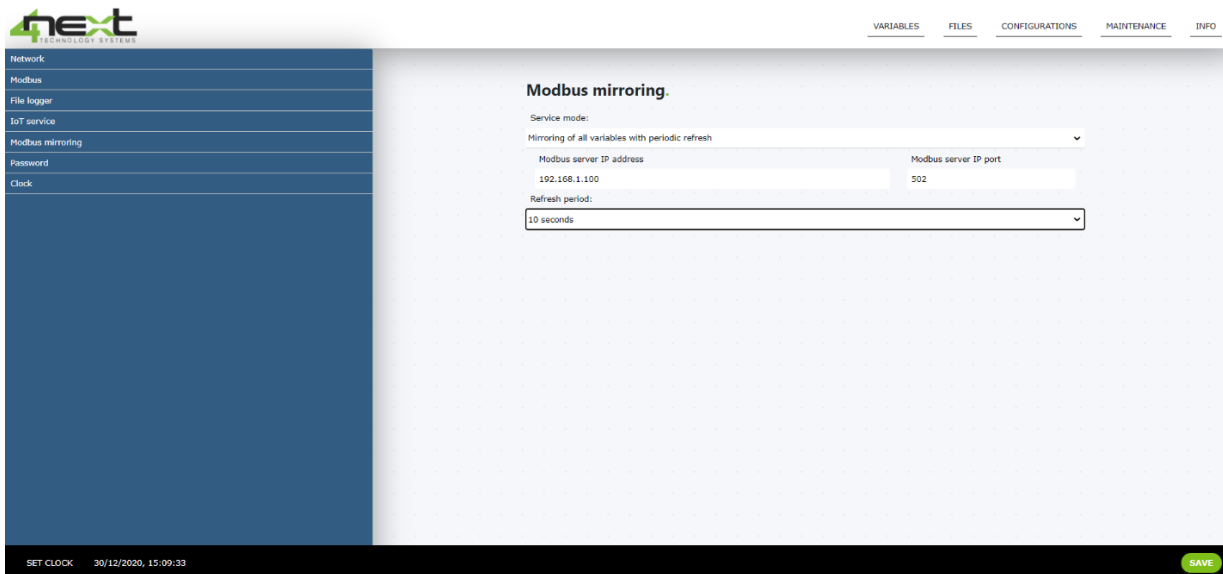 4next
TECHNOLOGY SYSTEMS
VARIABLES FILES CONFIGURATIONS MAINTENANCE INFO
Network
Modbus
File logger
IoT service
Modbus mirroring
Password
Clock
Modbus mirroring.
Service mode:
Mirroring of all variables with periodic refresh
Modbus server IP address Modbus server IP port
192.168.1.100 502
Refresh period:
10 seconds
SET CLOCK 30/12/2020, 15:09:33 SAVE